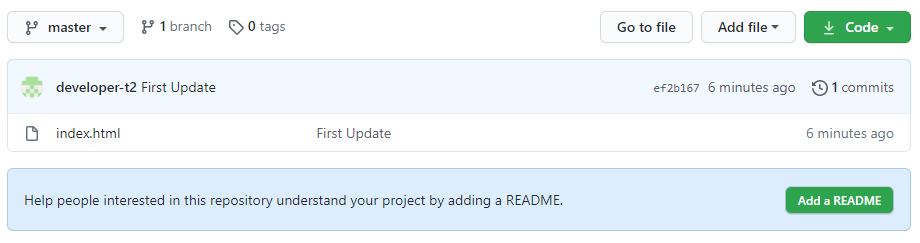 master 1 branch 0 tags Go to file Add file Code
developer-t2 First Update ef2b167 6 minutes ago 1 commits
index.html First Update 6 minutes ago
Help people interested in this repository understand your project by adding a README. Add a README